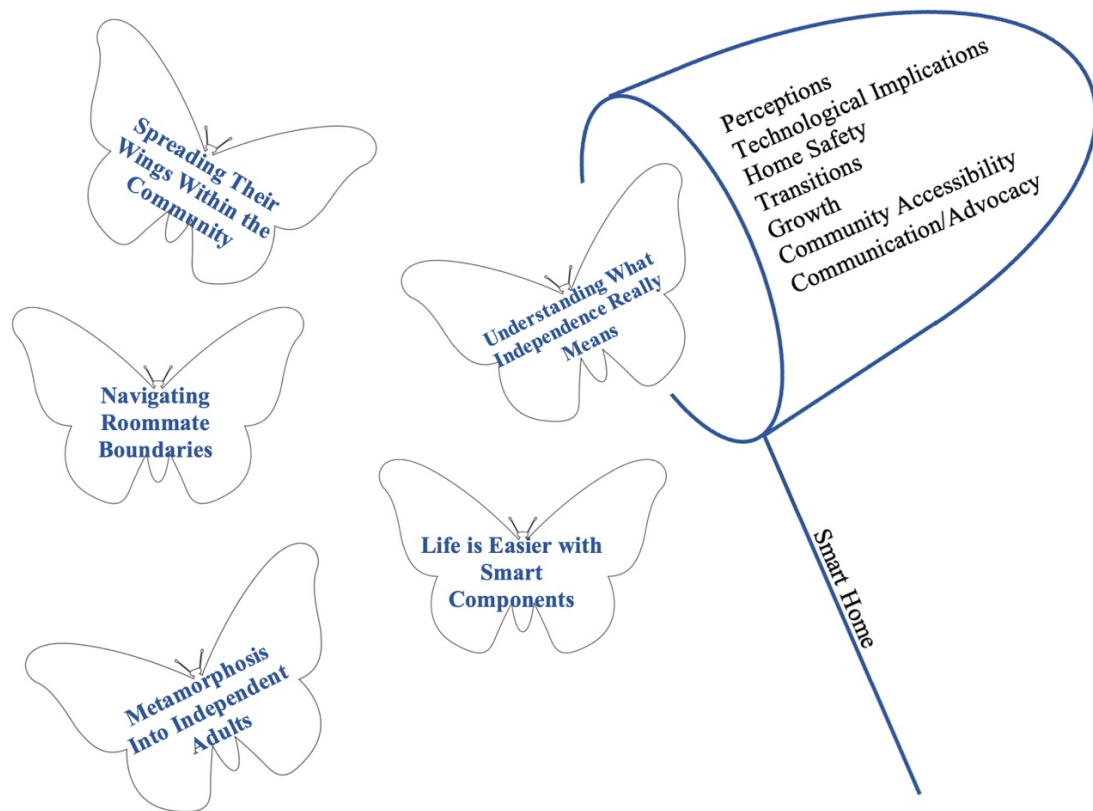 Spreading Their
Wings Within the
Community
Perceptions
Technological Implications
Home Safety
Transitions
Growth
Community Accessibility
Communication/Advocacy
Understanding What
Independence Really
Means
Navigating
Roommate
Boundaries
Life is Easier with
Smart
Components
Smart Home
Metamorphosis
Into Independent
Adults